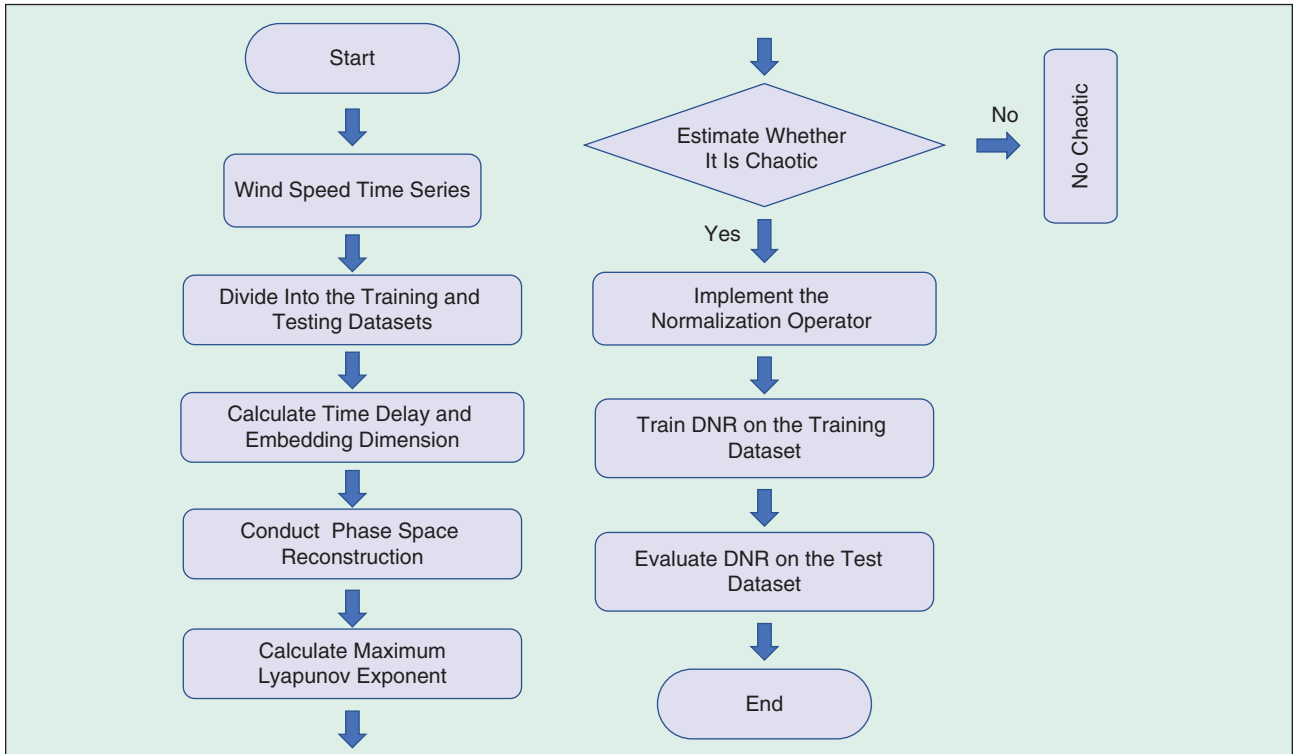 Start
Wind Speed Time Series
Divide Into the Training and
Testing Datasets
Calculate Time Delay and
Embedding Dimension
Conduct Phase Space
Reconstruction
Calculate Maximum
Lyapunov Exponent
Estimate Whether
It Is Chaotic
No
No Chaotic
Yes
Implement the
Normalization Operator
Train DNR on the Training
Dataset
Evaluate DNR on the Test
Dataset
End